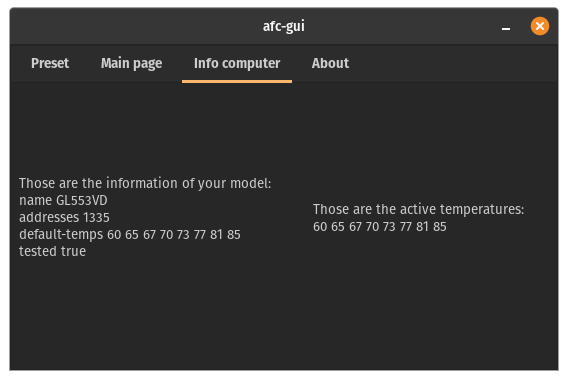 afc-gui
Preset
Main page
Info computer
About
Those are the information of your model:
name GL553VD
addresses 1335
default-temps 60 65 67 70 73 77 81 85
tested true
Those are the active temperatures:
60 65 67 70 73 77 81 85